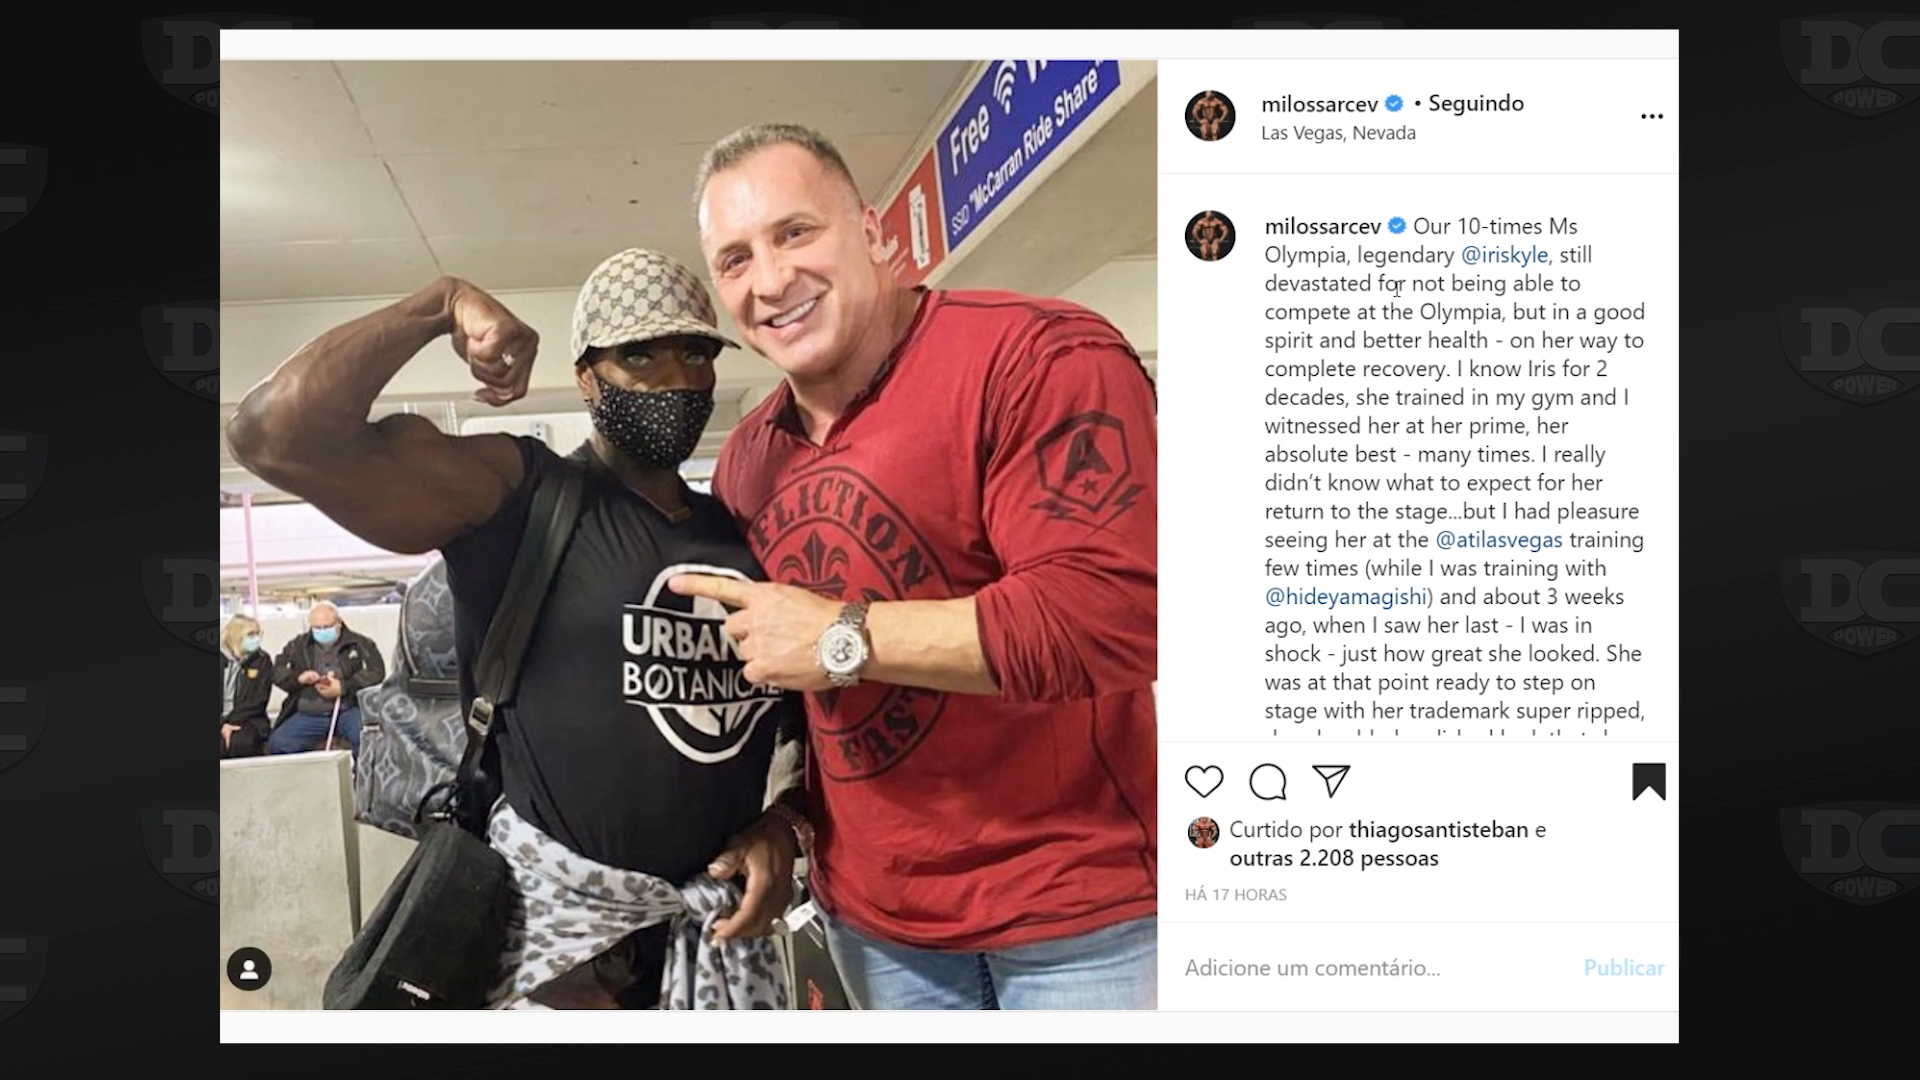 DC
POWER
Free
SSID "McCarran Ride Share"
AFFLICTION
A
FAST
URBAN
BOTANICAL
milossarcev • Seguindo
Las Vegas, Nevada
milossarcev Our 10-times Ms
Olympia, legendary @iriskyle, still
devastated for not being able to
compete at the Olympia, but in a good
spirit and better health - on her way to
complete recovery. I know Iris for 2
decades, she trained in my gym and I
witnessed her at her prime, her
absolute best - many times. I really
didn't know what to expect for her
return to the stage...but I had pleasure
seeing her at the @atilasvegas training
few times (while I was training with
@hideyamagishi) and about 3 weeks
ago, when I saw her last - I was in
shock - just how great she looked. She
was at that point ready to step on
stage with her trademark super ripped,
Curtido por thiagosantisteban e
outras 2.208 pessoas
HÁ 17 HORAS
Adicione um comentário... Publicar